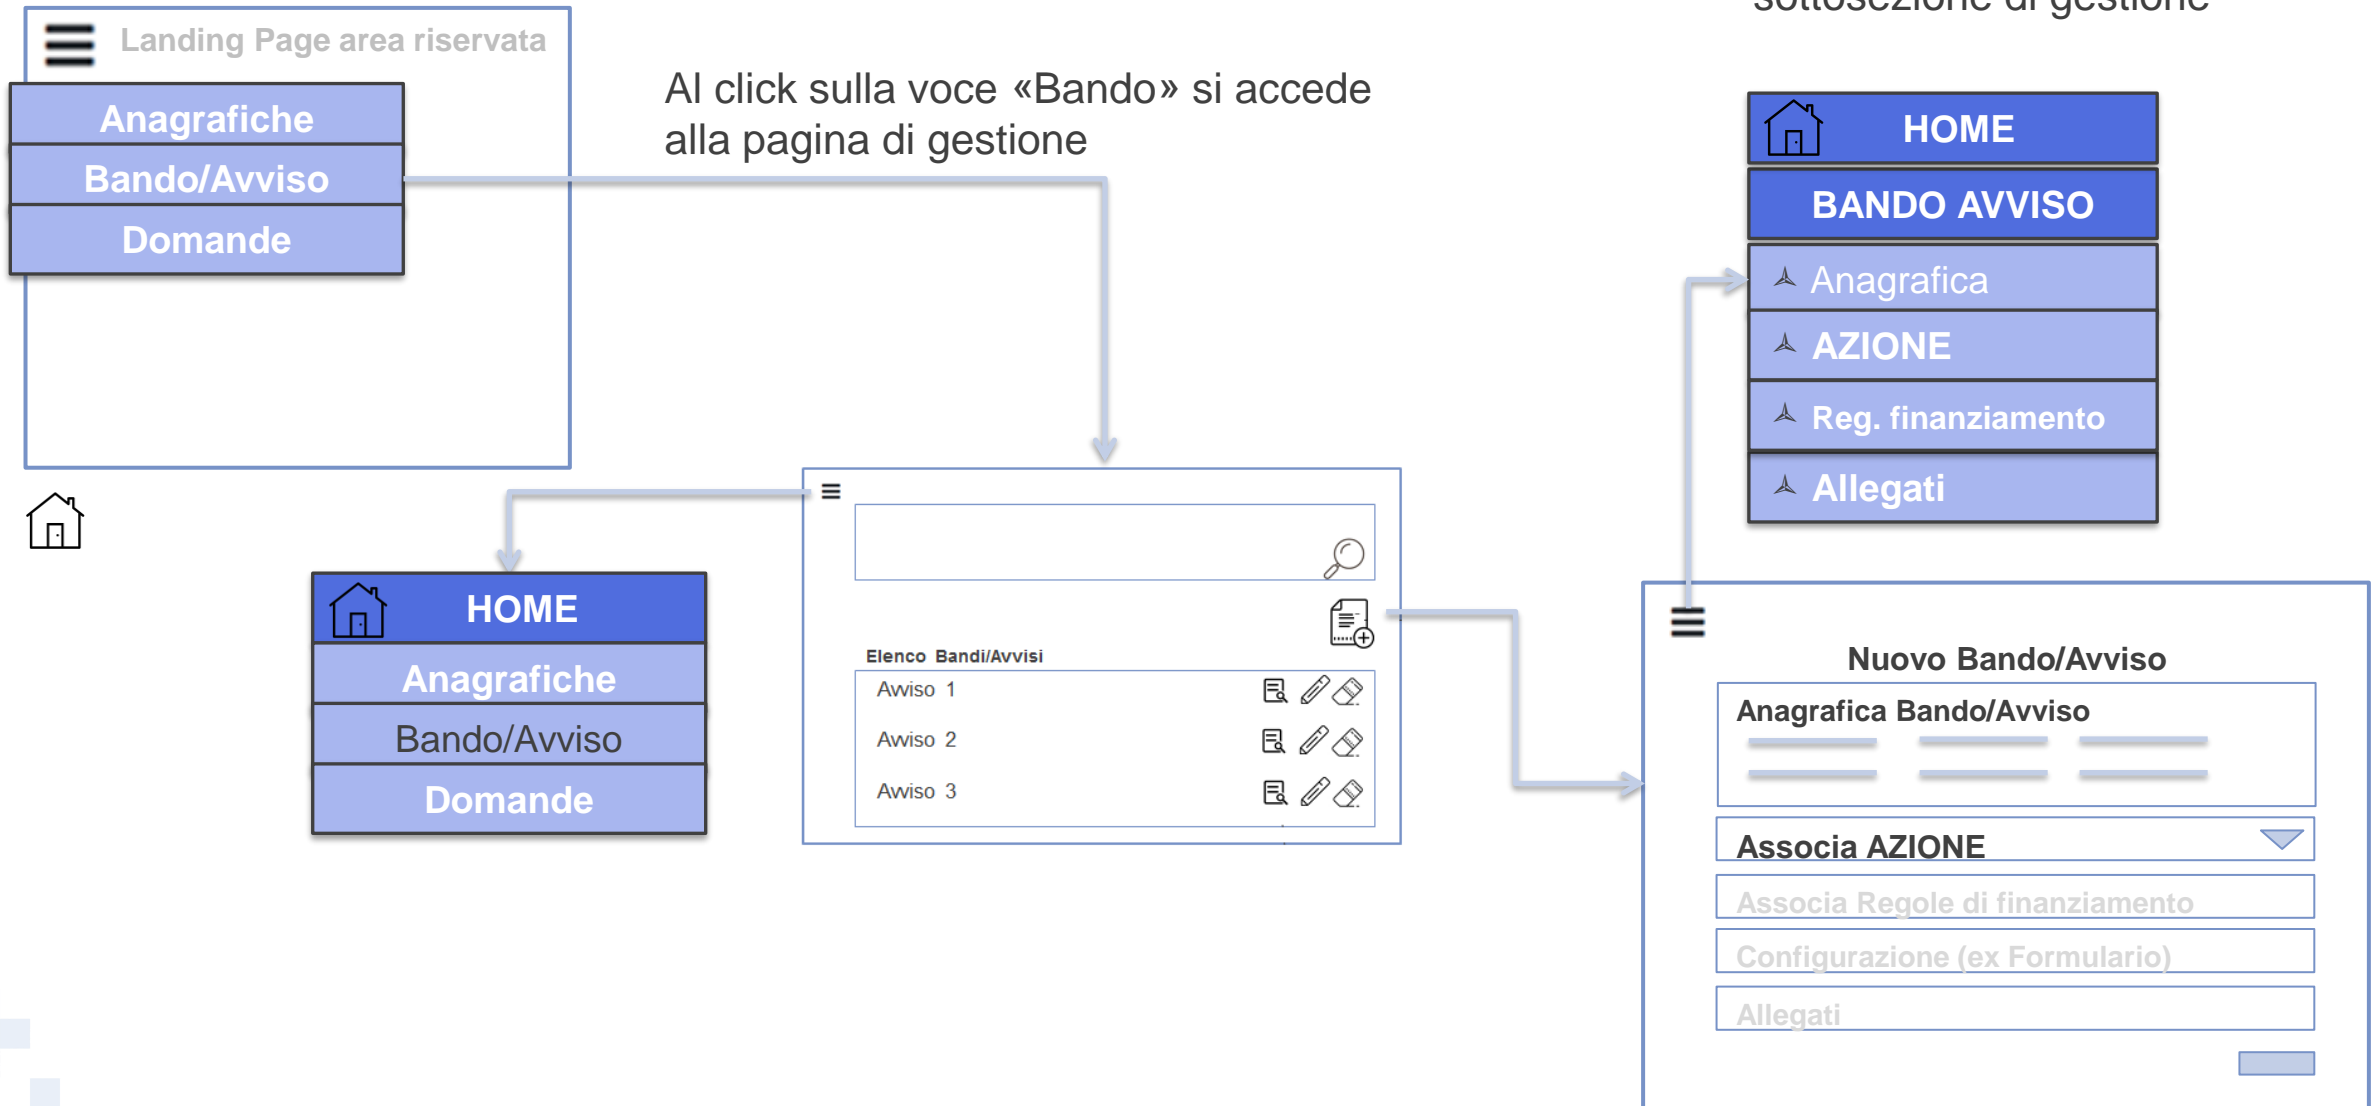 sottosezione di gestione
Landing Page area riservata
Anagrafiche
Bando/Avviso
Domande
Al click sulla voce «Bando» si accede
alla pagina di gestione
HOME
BANDO AVVISO
Anagrafica
AZIONE
Reg. finanziamento
Allegati
HOME
Anagrafiche
Bando/Avviso
Domande
Elenco Bandi/Avvisi
Avviso 1
Avviso 2
Avviso 3
Nuovo Bando/Avviso
Anagrafica Bando/Avviso
Associa AZIONE
Associa Regole di finanziamento
Configurazione (ex Formulario)
Allegati